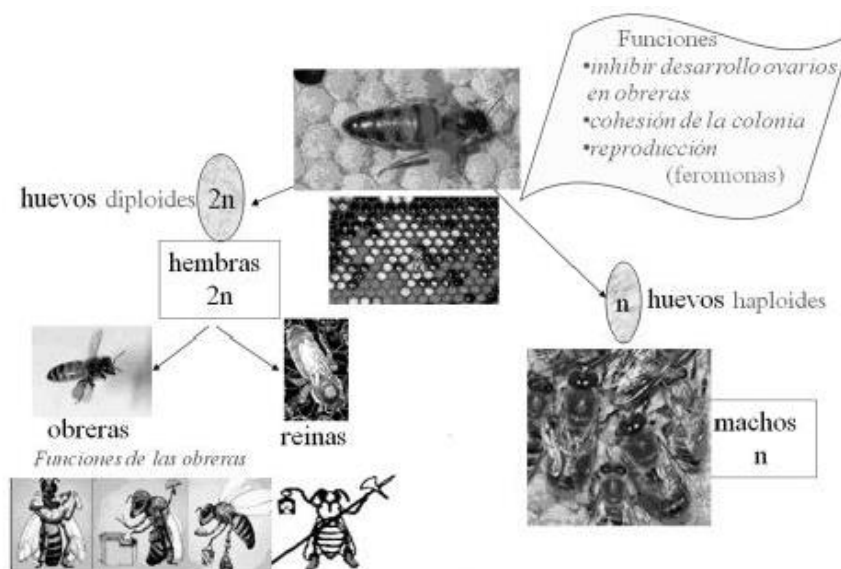 Funciones
•inhibir desarrollo ovarios
en obreras
•cohesión de la colonia
•reproducción
(feromonas)
huevos diploides 2n
hembras
2n
n huevos haploides
obreras
reinas
machos
n
Funciones de las obreras